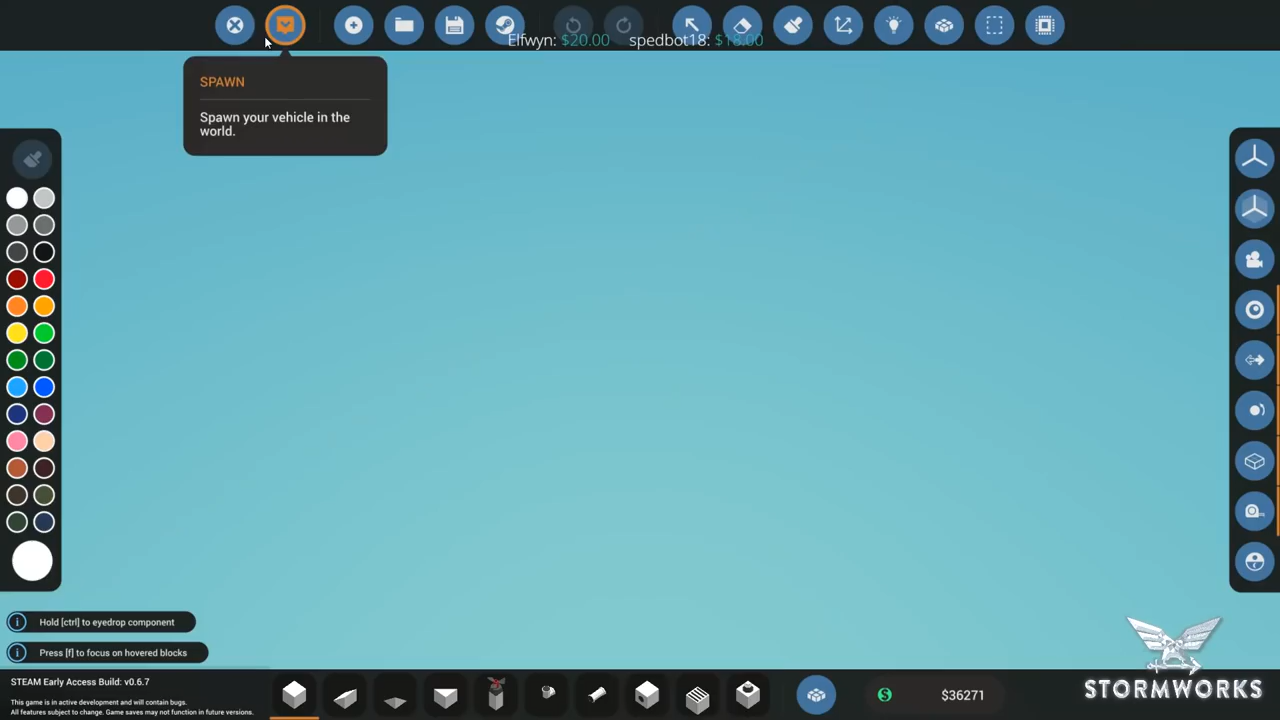 Elfwyn: $20.00 spedbot18: $18.00
SPAWN
Spawn your vehicle in the
world.
Hold [ctrl] to eyedrop component
Press [f] to focus on hovered blocks
STEAM Early Access Build: v0.6.7
This game is in active development and will contain bugs.
All features subject to change. Game saves may not function in future versions.
$36271
STORMWORKS